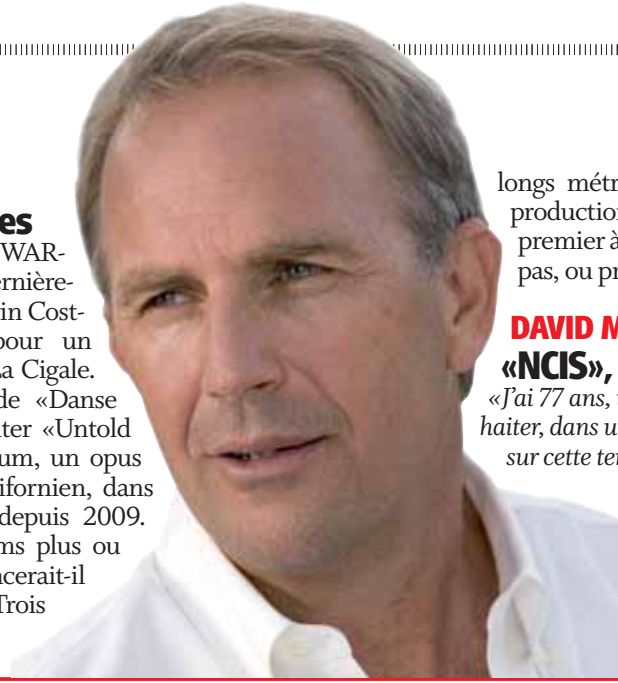 es
WAR-
ernière-
in Cost-
pour un
a Cigale.
de «Danse
ter «Untold
um, un opus
ifornien, dans
depuis 2009.
ms plus ou
ncerait-il
Trois
longs métr
production
premier à
pas, ou pr
DAVID M
«NCIS»,
«J’ai 77 ans,
haiter, dans u
sur cette te